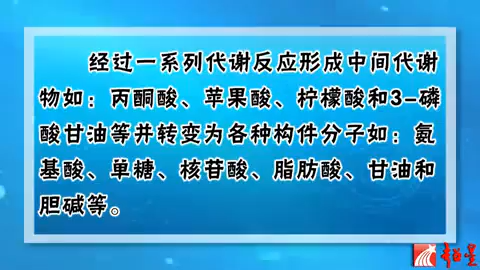 经过一系列代谢反应形成中间代谢
物如：丙酮酸、苹果酸、柠檬酸和3-磷
酸甘油等并转变为各种构件分子如：氨
基酸、单糖、核苷酸、脂肪酸、甘油和
胆碱等。